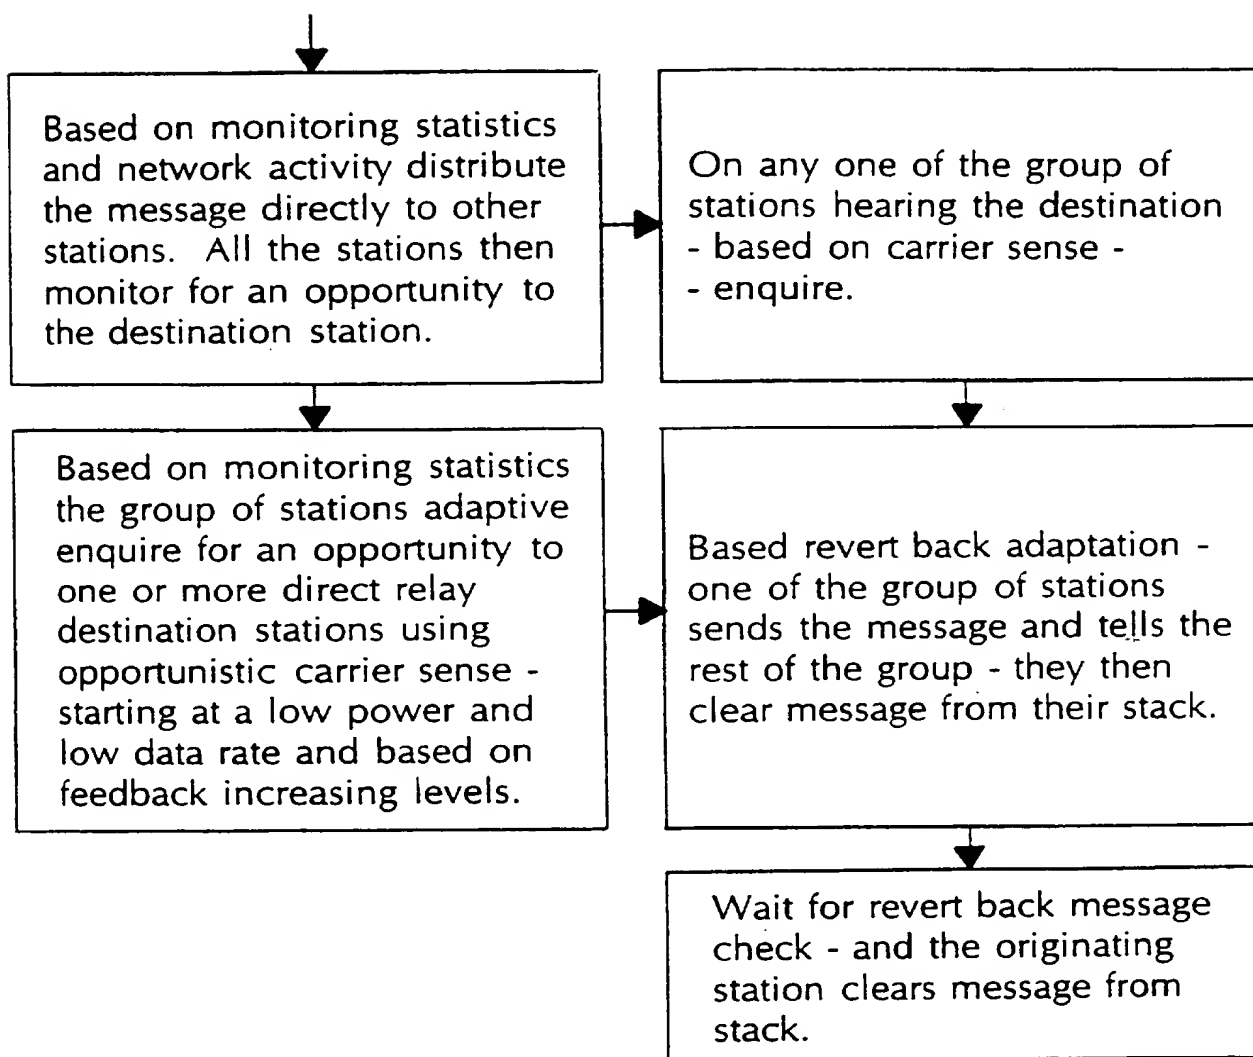 Based on monitoring statistics
and network activity distribute
the message directly to other
stations. All the stations then
monitor for an opportunity to
the destination station.
On any one of the group of
stations hearing the destination
- based on carrier sense -
- enquire.
Based on monitoring statistics
the group of stations adaptive
enquire for an opportunity to
one or more direct relay
destination stations using
opportunistic carrier sense -
starting at a low power and
low data rate and based on
feedback increasing levels.
Based revert back adaptation -
one of the group of stations
sends the message and tells the
rest of the group - they then
clear message from their stack.
Wait for revert back message
check - and the originating
station clears message from
stack.